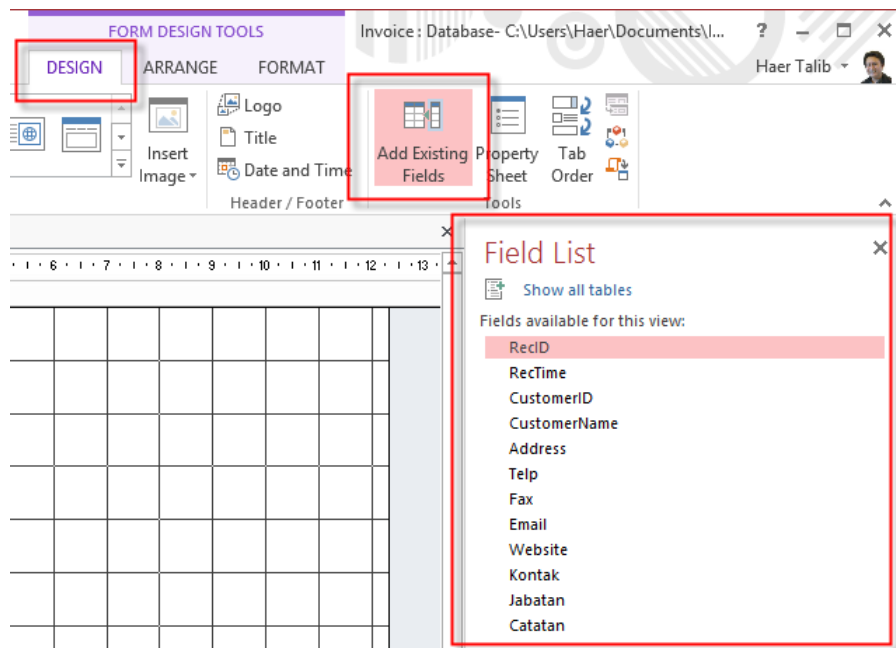 FORM DESIGN TOOLS
Invoice : Database- C:\Users\Haer\Documents\I...
?
DESIGN
ARRANGE
FORMAT
Haer Talib
Logo
Title
Date and Time
Insert
Image
Add Existing
Fields
Property
Sheet
Tab
Order
Header / Footer
Tools
6 7 8 9 10 11 12 13
Field List
Show all tables
Fields available for this view:
RecID
RecTime
CustomerID
CustomerName
Address
Telp
Fax
Email
Website
Kontak
Jabatan
Catatan